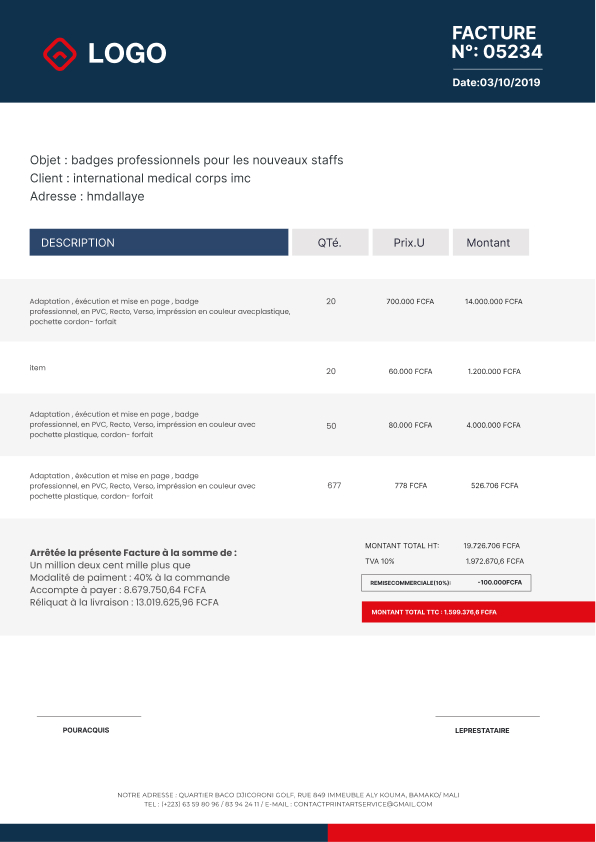 LOGO
FACTURE
N°: 05234
Date:03/10/2019
Objet : badges professionnels pour les nouveaux staffs
Client : international medical corps imc
Adresse : hmdallaye
DESCRIPTION QTé. Prix.U Montant
Adaptation , éxécution et mise en page , badge
professionnel, en PVC, Recto, Verso, impréssion en couleur avecplastique,
pochette cordon- forfait
20 700.000 FCFA 14.000.000 FCFA
item
20 60.000 FCFA 1.200.000 FCFA
Adaptation , éxécution et mise en page , badge
professionnel, en PVC, Recto, Verso, impréssion en couleur avec
pochette plastique, cordon- forfait
50 80.000 FCFA 4.000.000 FCFA
Adaptation , éxécution et mise en page , badge
professionnel, en PVC, Recto, Verso, impréssion en couleur avec
pochette plastique, cordon- forfait
677 778 FCFA 526.706 FCFA
Arrêtée la présente Facture à la somme de :
Un million deux cent mille plus que
Modalité de paiment : 40% à la commande
Accompte à payer : 8.679.750,64 FCFA
Réliquat à la livraison : 13.019.625,96 FCFA
MONTANT TOTAL HT: 19.726.706 FCFA
TVA 10% 1.972.670,6 FCFA
REMISECOMMERCIALE(10%): -100.000FCFA
MONTANT TOTAL TTC : 1.599.376,6 FCFA
POURACQUIS LEPRESTATAIRE
NOTRE ADRESSE : QUARTIER BACO DJICORONI GOLF, RUE 849 IMMEUBLE ALY KOUMA, BAMAKO/ MALI
TEL : (+223) 63 59 80 96 / 83 94 24 11 / E-MAIL : CONTACTPRINTARTSERVICE@GMAIL.COM